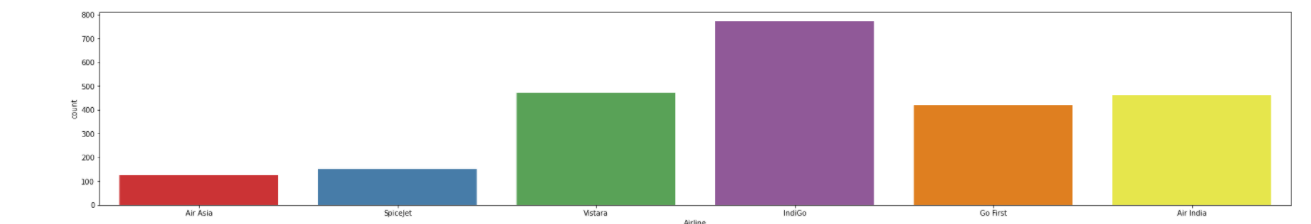 800
700
600
500
400
300
200
100
0
count
Air Asia
SpiceJet
Vistara
IndiGo
Go First
Air India
Airline